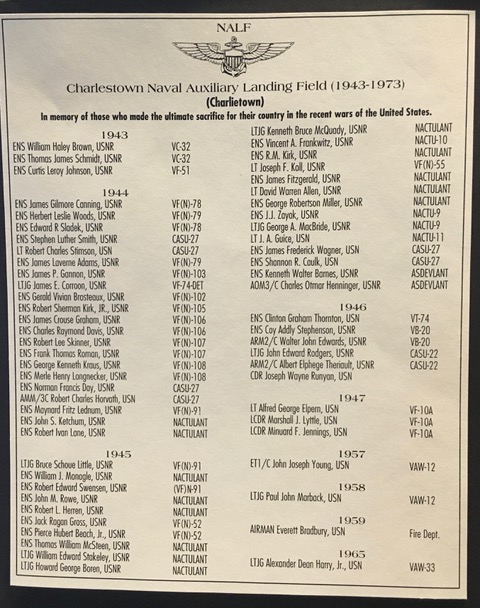 NALF
Charlestown Naval Auxiliary Landing Field (1943-1973)
(Charlietown)
In memory of those who made the ultimate sacrifice for their country in the recent wars of the United States.
1943
ENS William Haley Brown, USNR VC-32
ENS Thomas James Schmidt, USNR VC-32
ENS Curtis Leroy Johnson, USNR VF-51
1944
ENS James Gilmore Canning, USNR VF(N)-78
ENS Herbert Leslie Woods, USNR VF(N)-79
ENS Edward R Sladek, USNR VF(N)-78
ENS Stephen Luther Smith, USNR CASU-27
LT Robert Charles Stimson, USN CASU-27
ENS James Laverne Adams, USNR VF(N)-79
ENS James P. Gannon, USNR VF(N)-103
LTJG James E. Corroon, USN VF-74-DET
ENS Gerald Vivian Brosteaux, USNR VF(N)-102
ENS Robert Sherman Kirk, JR., USNR VF(N)-105
ENS James Crouse Graham, USNR VF(N)-106
ENS Charles Raymond Davis, USNR VF(N)-106
ENS Robert Lee Skinner, USNR VF(N)-107
ENS Frank Thomas Roman, USNR VF(N)-107
ENS George Kenneth Kraus, USNR VF(N)-108
ENS Merle Henry Longnecker, USNR VF(N)-108
ENS Norman Francis Day, USNR CASU-27
AMM/3C Robert Charles Horvath, USN CASU-27
ENS Maynard Fritz Lednum, USNR VF(N)-91
ENS John S. Ketchum, USNR NACTULANT
ENS Robert Ivan Lane, USNR NACTULANT
1945
LTJG Bruce Schoue Little, USNR VF(N)-91
ENS William J. Monogle, USNR NACTULANT
ENS Robert Edward Swensen, USNR (VF)N-91
ENS John M. Rowe, USNR NACTULANT
ENS Robert L. Herren, USNR NACTULANT
ENS Jack Ragan Gross, USNR VF(N)-52
ENS Pierce Hubert Beach, Jr., USNR VF(N)-52
ENS Thomas William McSteen, USNR NACTULANT
LTJG William Edward Stakeley, USNR NACTULANT
LTJG Howard George Boren, USNR NACTULANT
LTJG Kenneth Bruce McQuady, USNR NACTULANT
ENS Vincent A. Frankwitz, USNR NACTU-10
ENS R.M. Kirk, USNR NACTULANT
LT Joseph F. Koll, USNR VF(N)-55
ENS James Fitzgerald, USNR NACTULANT
LT David Warren Allen, USNR NACTULANT
ENS George Robertson Miller, USNR NACTULANT
ENS J.J. Zayak, USNR NACTU-9
LTJG George A. MacBride, USNR NACTU-9
LT J. A. Guice, USN NACTU-11
ENS James Frederick Wagner, USN CASU-27
ENS Shannon R. Caulk, USN CASU-27
ENS Kenneth Walter Barnes, USNR ASDEVLANT
AOM3/C Charles Otmar Henninger, USNR ASDEVLANT
1946
ENS Clinton Graham Thornton, USN VT-74
ENS Coy Addly Stephenson, USNR VB-20
ARM2/C Walter John Edwards, USNR VB-20
LTJG John Edward Rodgers, USNR CASU-22
ARM2/C Albert Elphege Theriault, USNR CASU-22
CDR Joseph Wayne Runyan, USN
1947
LT Alfred George Elpern, USN VF-10A
LCDR Marshall J. Lyttle, USN VF-10A
LCDR Minuard F. Jennings, USN VF-10A
1957
ET1/C John Joseph Young, USN VAW-12
1958
LTJG Paul John Marback, USN VAW-12
1959
AIRMAN Everett Bradbury, USN Fire Dept.
1965
LTJG Alexander Dean Harry, Jr., USN VAW-33